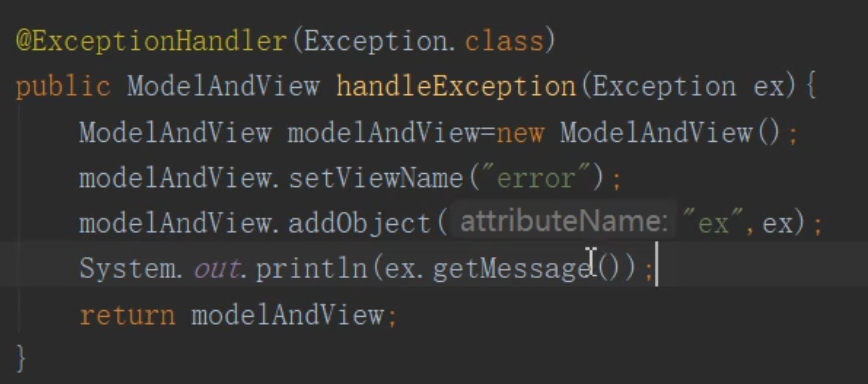 @ExceptionHandler(Exception.class)
public ModelAndView handleException(Exception ex){
ModelAndView modelAndView=new ModelAndView();
modelAndView.setViewName("error");
modelAndView.addObject( attributeName: "ex",ex);
System.out.println(ex.getMessage());
return modelAndView;
}